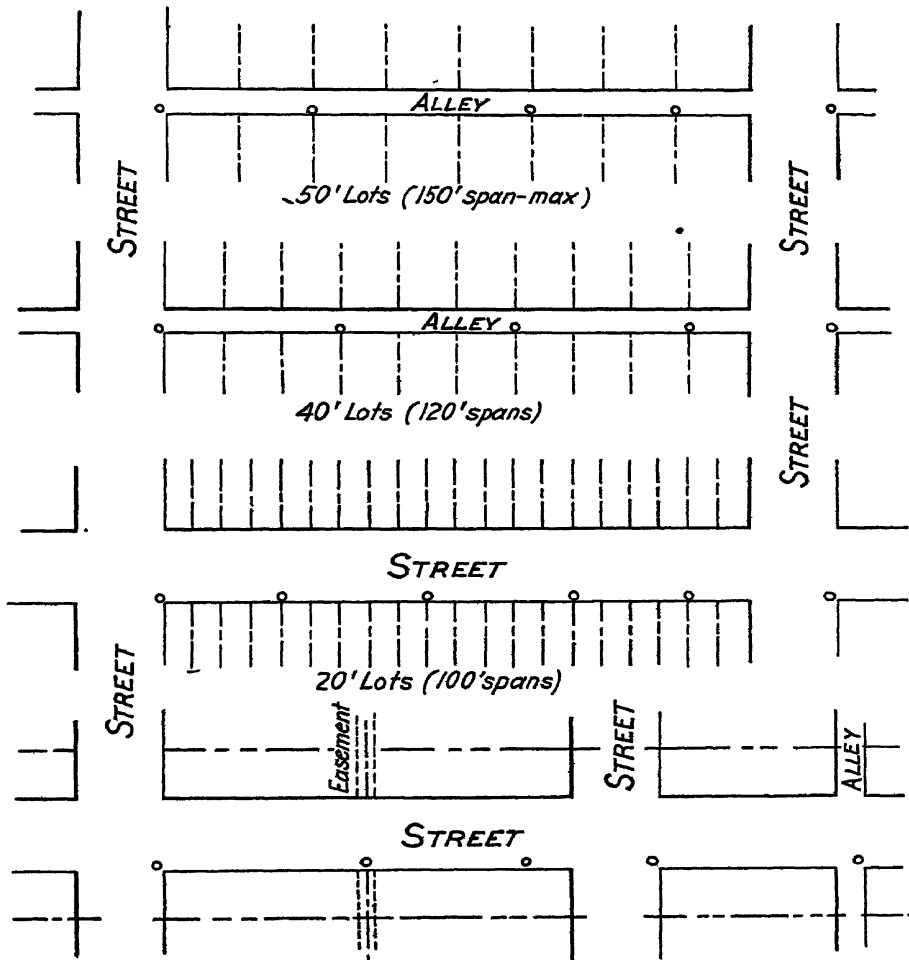 ALLEY
STREET
STREET
50' Lots (150' span-max)
ALLEY
40' Lots (120' spans)
STREET
STREET
20' Lots (100' spans)
STREET
Easement
STREET
ALLEY
STREET